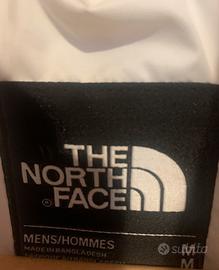 THE
NORTH
FACE
®
MENS/HOMMES
MADE IN BANGLADESH
M
M
subito